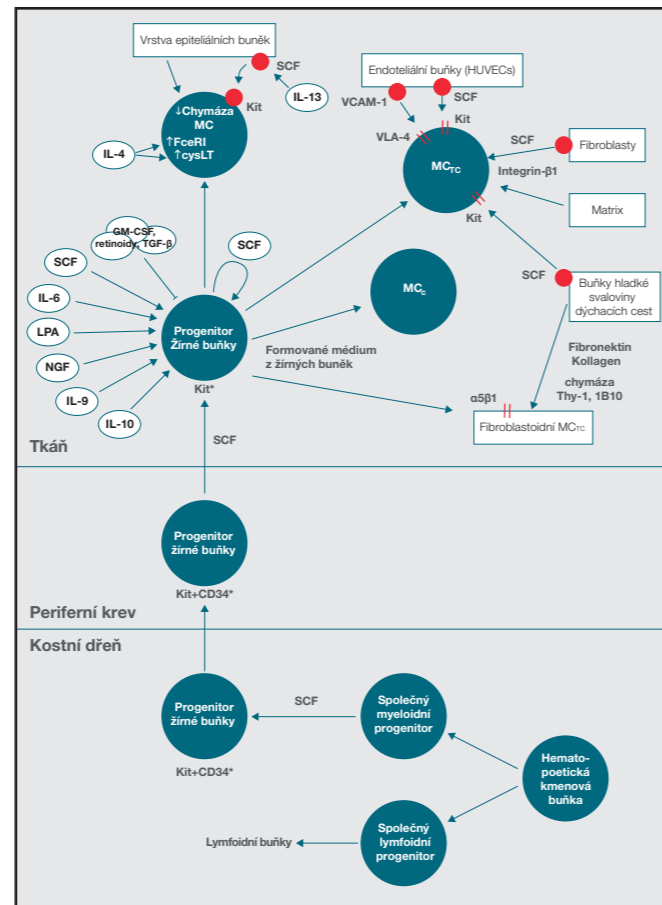 Vrstva epiteliálních buněk
SCF
Kit
IL-13
↓Chymáza
MC
↑FceRI
↑cysLT
IL-4
Endoteliální buňky (HUVECs)
VCAM-1
SCF
Kit
VLA-4
MCTC
SCF
Fibroblasty
Integrin-β1
Matrix
Kit
SCF
Buňky hladké
svaloviny
dýchacích cest
GM-CSF,
retinoidy, TGF-β
SCF
SCF
IL-6
LPA
NGF
IL-9
IL-10
Progenitor
Žírné buňky
Kit*
MCc
Formované médium
z žírných buněk
Fibronektin
Kollagen
chymáza
Thy-1, 1B10
α5β1
Fibroblastoidní MCTC
Tkáň
SCF
Progenitor
žírné buňky
Kit+CD34*
Periferní krev
Kostní dřeň
Progenitor
žírné buňky
Kit+CD34*
SCF
Společný
myeloidní
progenitor
Hemato-
poetická
kmenová
buňka
Společný
lymfoidní
progenitor
Lymfoidní buňky